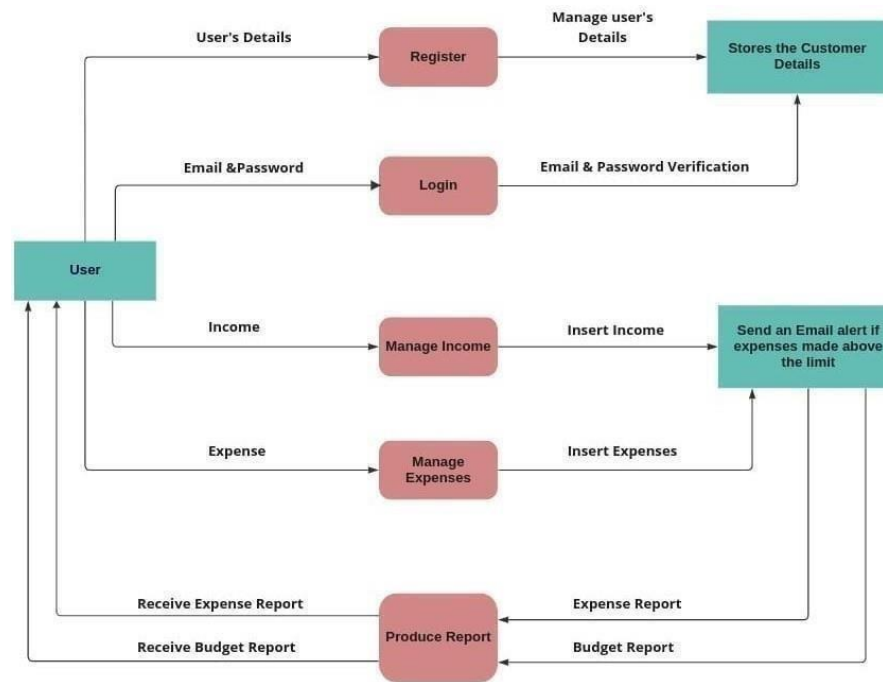 User's Details
Manage user's
Details
Register
Stores the Customer
Details
Email &Password
Login
Email & Password Verification
User
Income
Manage Income
Insert Income
Send an Email alert if
expenses made above
the limit
Expense
Manage
Expenses
Insert Expenses
Receive Expense Report
Expense Report
Produce Report
Receive Budget Report
Budget Report